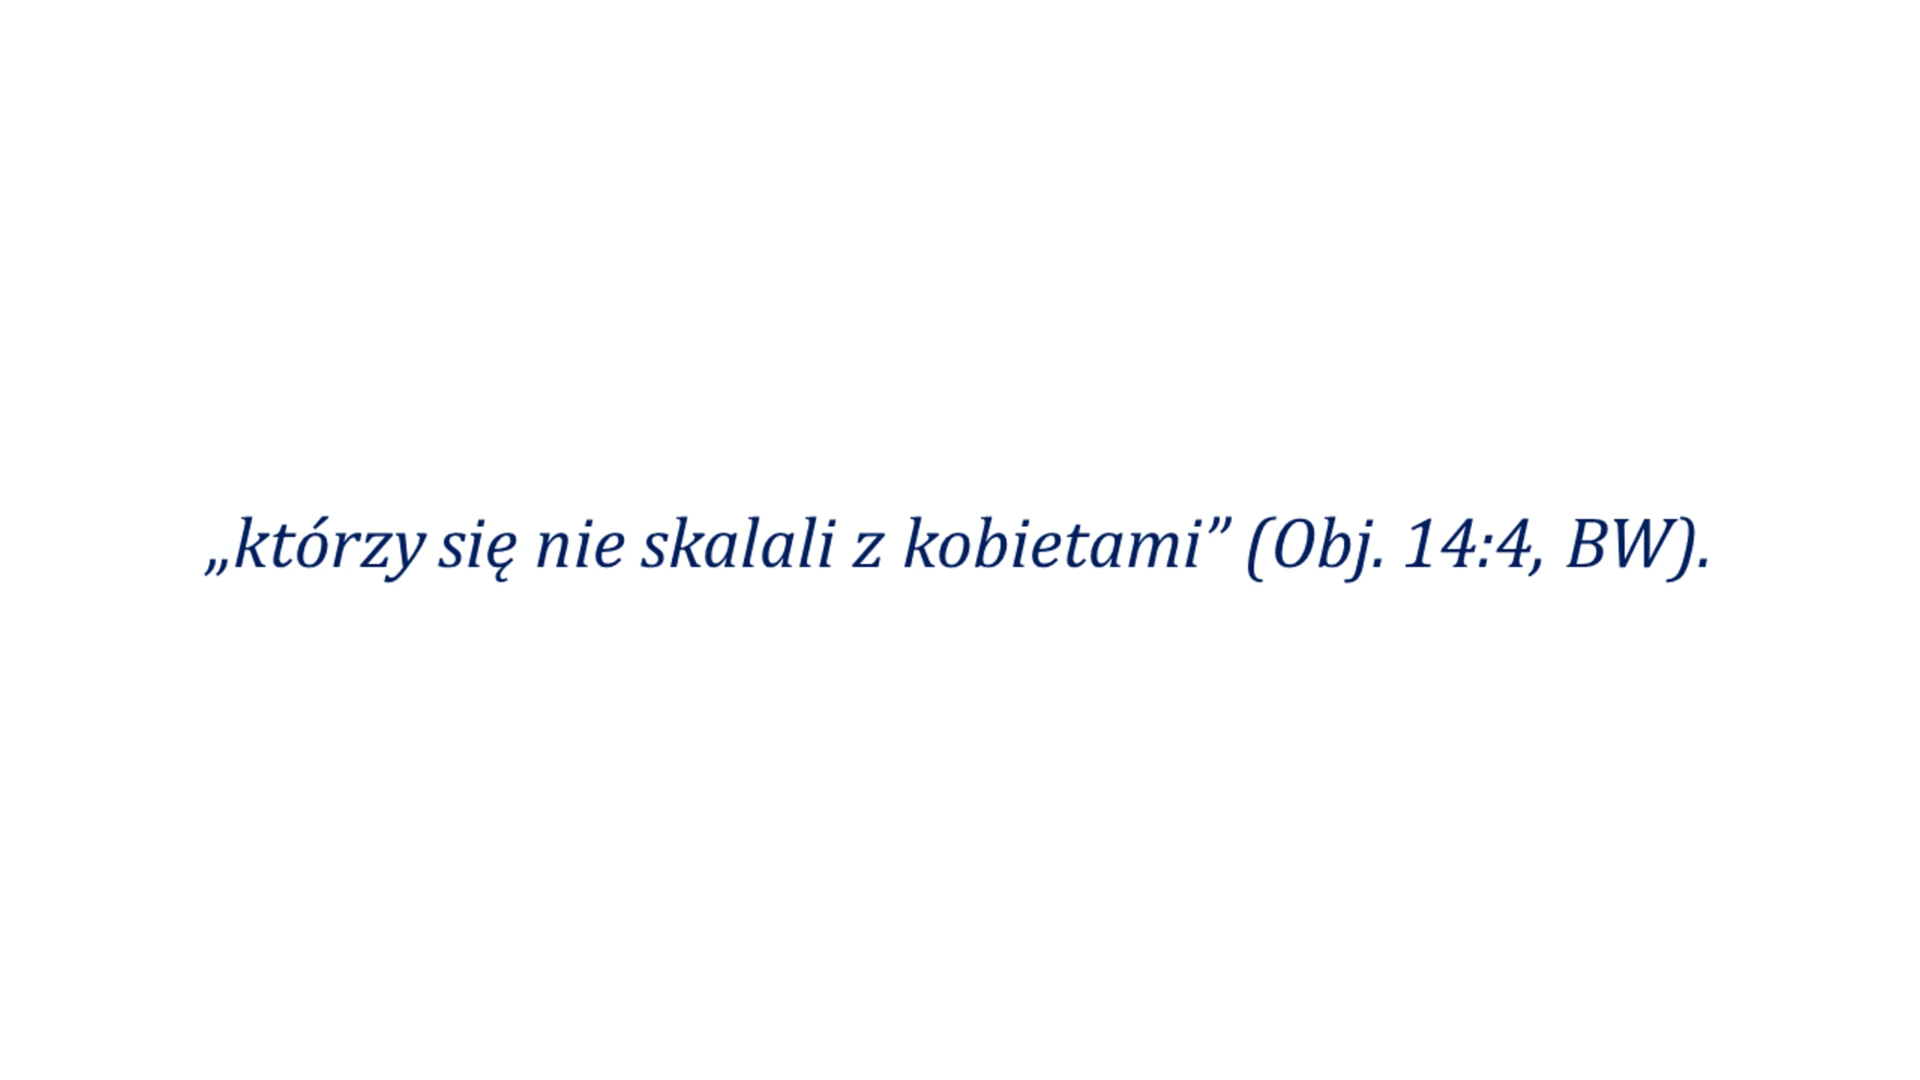 „którzy się nie skalali z kobietami” (Obj. 14:4, BW).